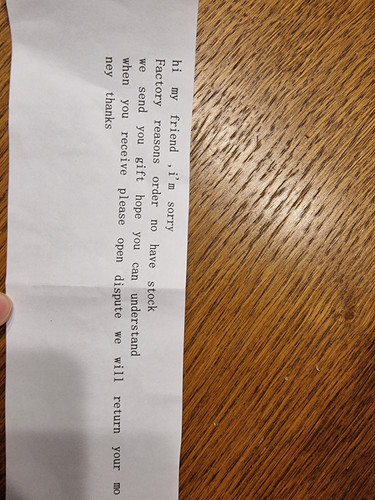 hi my friend ,i'm sorry
Factory reasons order no have stock
we send you gift hope you can understand
when you receive please open dispute we will return your mo
ney thanks